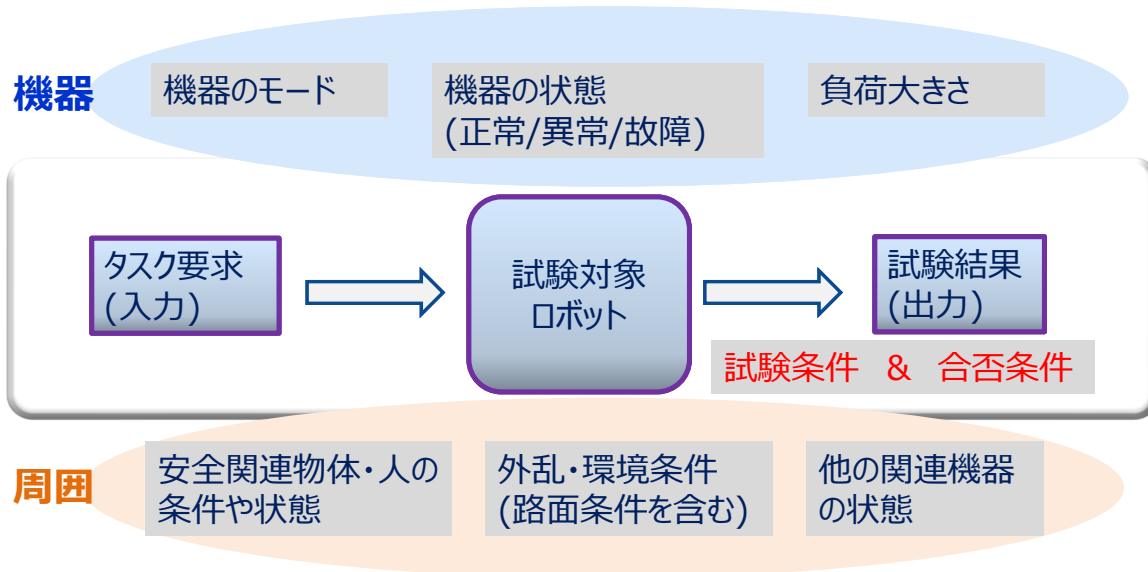 機器
機器のモード
機器の状態
(正常/異常/故障)
負荷大きさ
タスク要求
(入力)
試験対象
ロボット
試験結果
(出力)
試験条件 & 合否条件
周囲
安全関連物体・人の
条件や状態
外乱・環境条件
(路面条件を含む)
他の関連機器
の状態